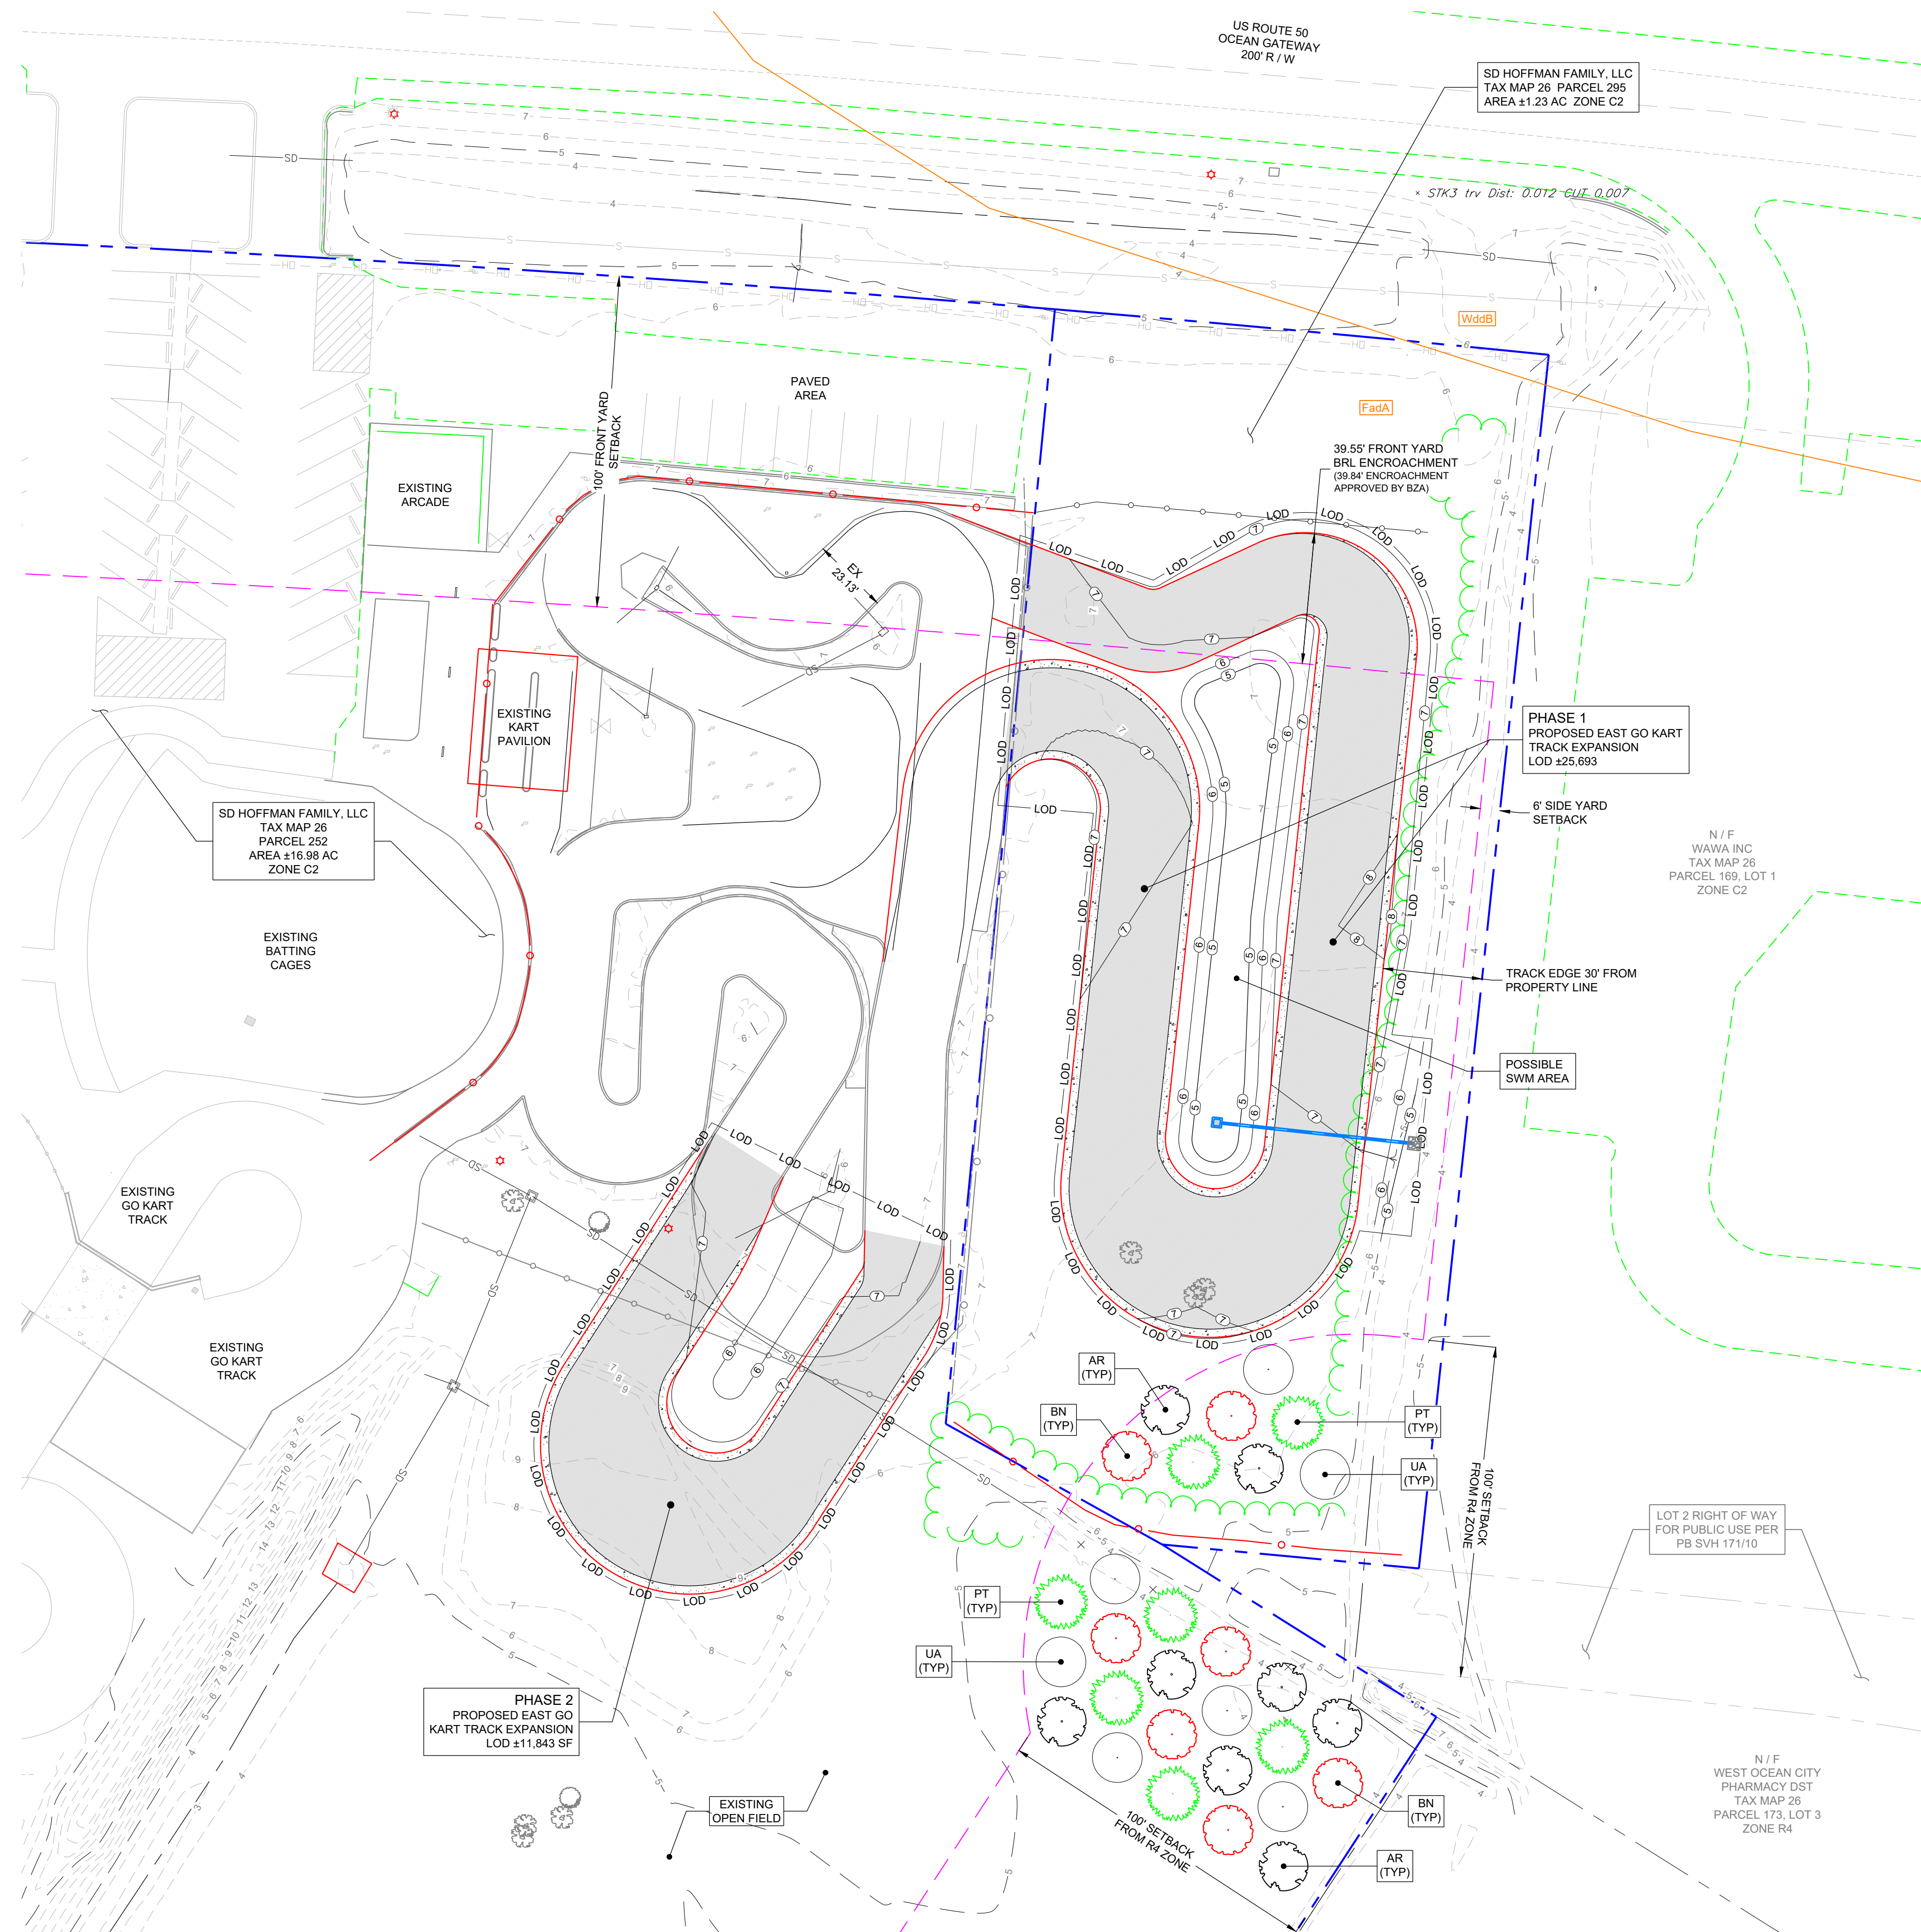 US ROUTE 50
OCEAN GATEWAY
200' R / W
SD HOFFMAN FAMILY, LLC
TAX MAP 26  PARCEL 295
AREA ±1.23 AC  ZONE C2
× STK3 trv Dist: 0.012 CUT 0.007
WddB
FadA
PAVED
AREA
100' FRONT YARD
SETBACK
39.55' FRONT YARD
BRL ENCROACHMENT
(39.84' ENCROACHMENT
APPROVED BY BZA)
EXISTING
ARCADE
EX
23.13'
EXISTING
KART
PAVILION
PHASE 1
PROPOSED EAST GO KART
TRACK EXPANSION
LOD ±25,693
6' SIDE YARD
SETBACK
SD HOFFMAN FAMILY, LLC
TAX MAP 26
PARCEL 252
AREA ±16.98 AC
ZONE C2
N / F
WAWA INC
TAX MAP 26
PARCEL 169, LOT 1
ZONE C2
EXISTING
BATTING
CAGES
TRACK EDGE 30' FROM
PROPERTY LINE
POSSIBLE
SWM AREA
EXISTING
GO KART
TRACK
EXISTING
GO KART
TRACK
AR
(TYP)
BN
(TYP)
PT
(TYP)
UA
(TYP)
100' SETBACK
FROM R4 ZONE
LOT 2 RIGHT OF WAY
FOR PUBLIC USE PER
PB SVH 171/10
PT
(TYP)
UA
(TYP)
PHASE 2
PROPOSED EAST GO
KART TRACK EXPANSION
LOD ±11,843 SF
EXISTING
OPEN FIELD
BN
(TYP)
AR
(TYP)
100' SETBACK
FROM R4 ZONE
N / F
WEST OCEAN CITY
PHARMACY DST
TAX MAP 26
PARCEL 173, LOT 3
ZONE R4